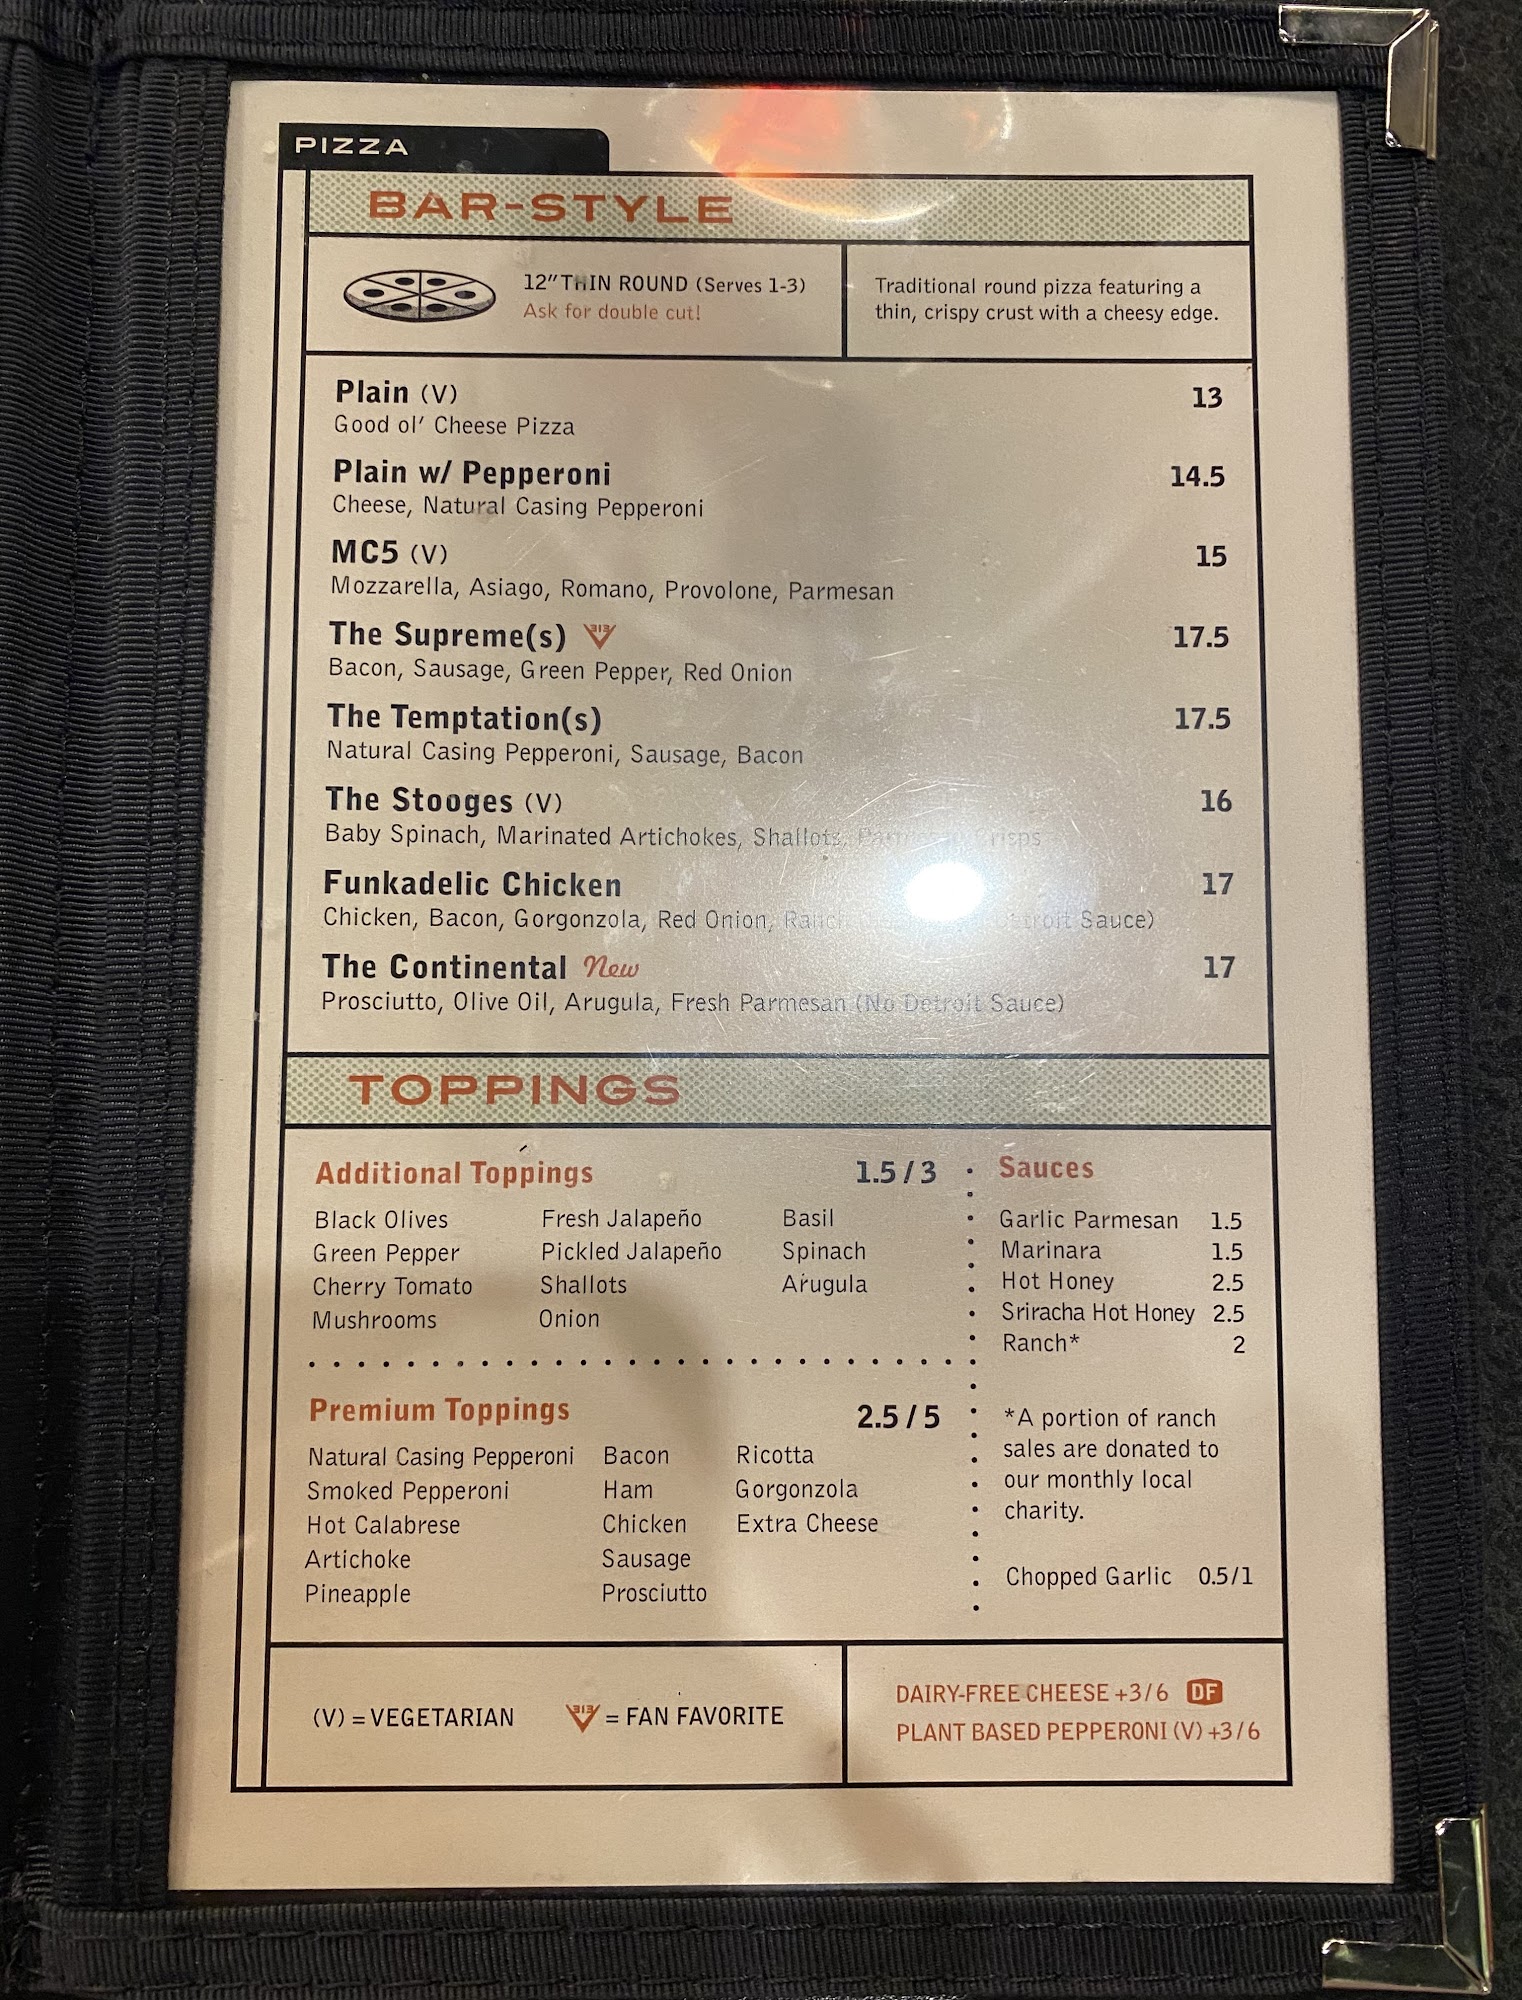 PIZZA
BAR-STYLE
12" THIN ROUND (Serves 1-3)
Ask for double cut!
Traditional round pizza featuring a
thin, crispy crust with a cheesy edge.
Plain (V) 13
Good ol' Cheese Pizza
Plain w/ Pepperoni 14.5
Cheese, Natural Casing Pepperoni
MC5 (V) 15
Mozzarella, Asiago, Romano, Provolone, Parmesan
The Supreme(s) 313 17.5
Bacon, Sausage, Green Pepper, Red Onion
The Temptation(s) 17.5
Natural Casing Pepperoni, Sausage, Bacon
The Stooges (V) 16
Baby Spinach, Marinated Artichokes, Shallots, Parmesan Crisps
Funkadelic Chicken 17
Chicken, Bacon, Gorgonzola, Red Onion, Ranch Detroit Sauce)
The Continental New 17
Prosciutto, Olive Oil, Arugula, Fresh Parmesan (No Detroit Sauce)
TOPPINGS
Additional Toppings 1.5 / 3
Black Olives Fresh Jalapeño Basil
Green Pepper Pickled Jalapeño Spinach
Cherry Tomato Shallots Arugula
Mushrooms Onion
Premium Toppings 2.5 / 5
Natural Casing Pepperoni Bacon Ricotta
Smoked Pepperoni Ham Gorgonzola
Hot Calabrese Chicken Extra Cheese
Artichoke Sausage
Pineapple Prosciutto
Sauces
Garlic Parmesan 1.5
Marinara 1.5
Hot Honey 2.5
Sriracha Hot Honey 2.5
Ranch* 2
*A portion of ranch
sales are donated to
our monthly local
charity.
Chopped Garlic 0.5/1
(V) = VEGETARIAN 313 = FAN FAVORITE
DAIRY-FREE CHEESE +3/6 DF
PLANT BASED PEPPERONI (V) +3/6